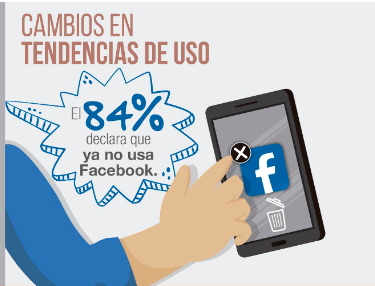 CAMBIOS EN
TENDENCIAS DE USO
El 84%
declara que
ya no usa
Facebook.
f